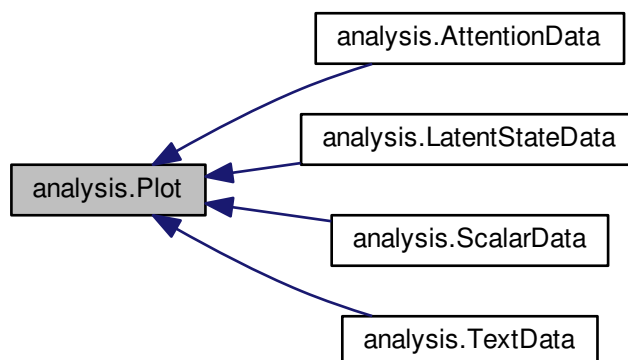 analysis.AttentionData
analysis.LatentStateData
analysis.Plot
analysis.ScalarData
analysis.TextData